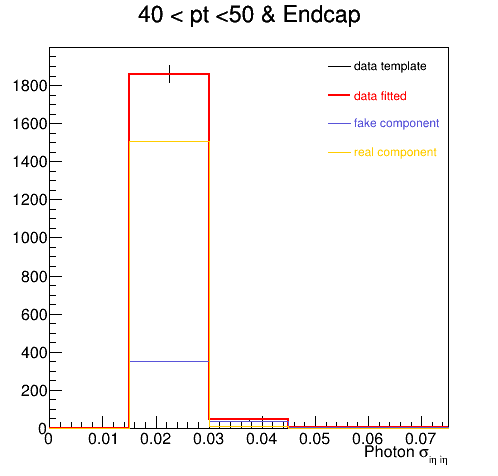 40 < pt <50 & Endcap
data template
data fitted
fake component
real component
1800
1600
1400
1200
1000
800
600
400
200
0
0 0.01 0.02 0.03 0.04 0.05 0.06 0.07
Photon σiη iη